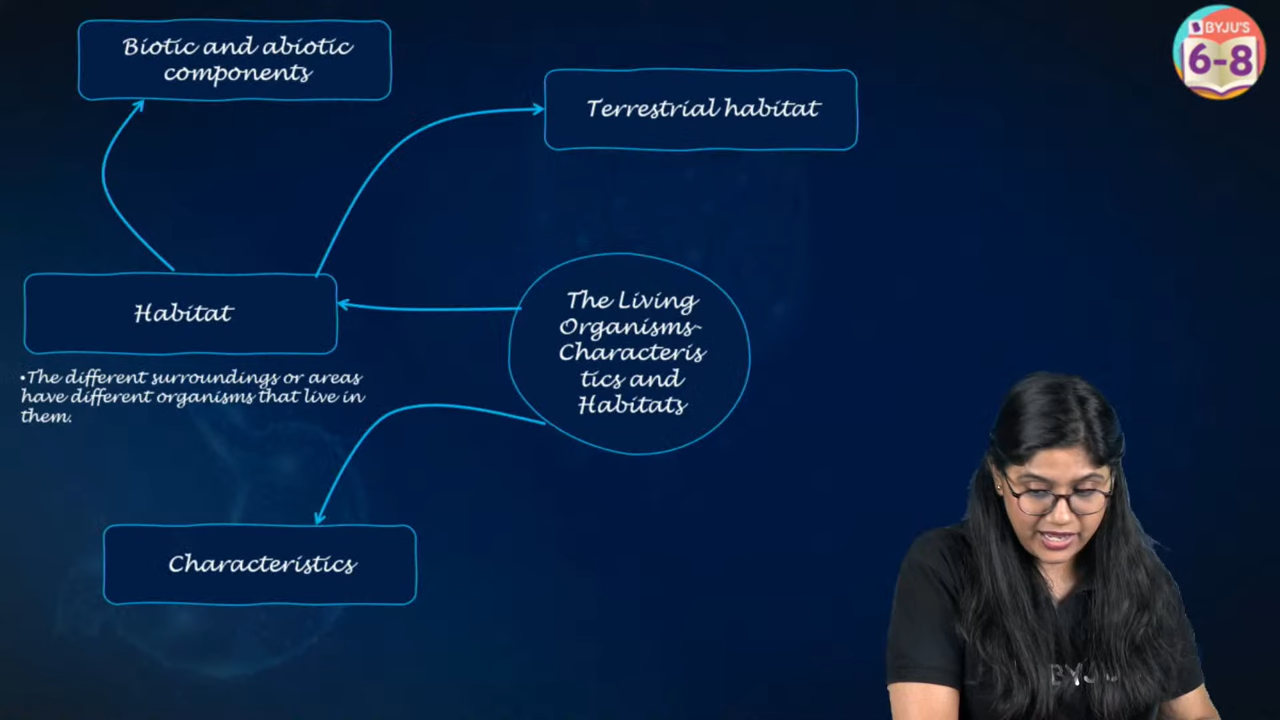 Biotic and abiotic
components
BYJU'S
6-8
Terrestrial habitat
Habitat
The Living
Organisms-
Characteris
tics and
Habitats
•The different surroundings or areas
have different organisms that live in
them.
Characteristics
BYJU'S